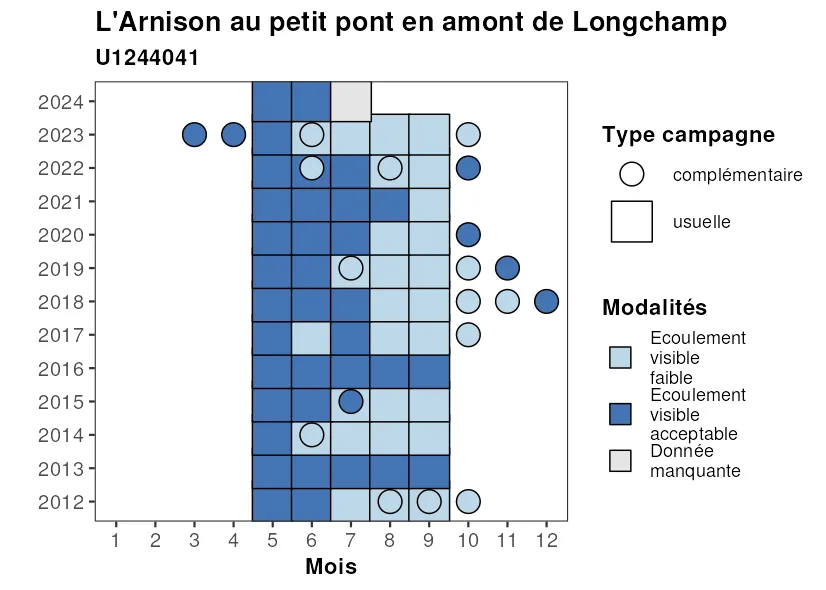 L'Arnison au petit pont en amont de Longchamp
U1244041
2024
2023
2022
2021
2020
2019
2018
2017
2016
2015
2014
2013
2012
1 2 3 4 5 6 7 8 9 10 11 12
Mois
Type campagne
complémentaire
usuelle
Modalités
Ecoulement
visible
faible
Ecoulement
visible
acceptable
Donnée
manquante